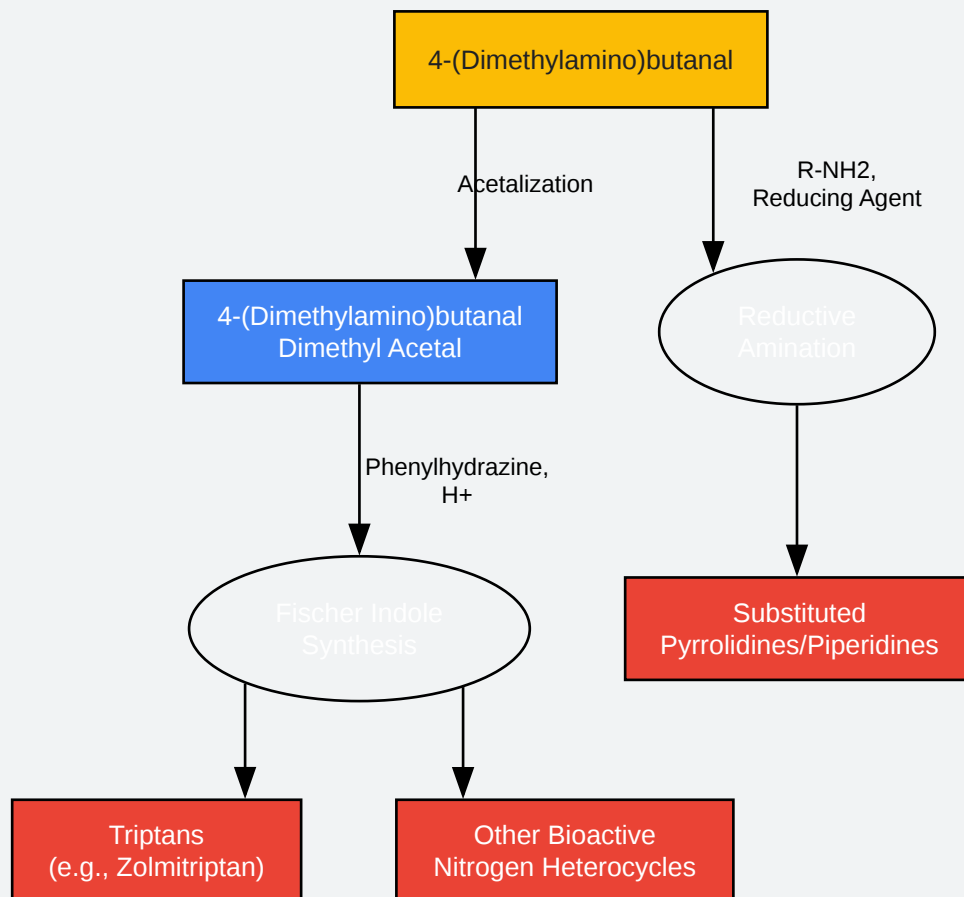 4-(Dimethylamino)butanal
Acetalization
R-NH2,
Reducing Agent
4-(Dimethylamino)butanal
Dimethyl Acetal
Reductive
Amination
Phenylhydrazine,
H+
Fischer Indole
Synthesis
Substituted
Pyrrolidines/Piperidines
Triptans
(e.g., Zolmitriptan)
Other Bioactive
Nitrogen Heterocycles